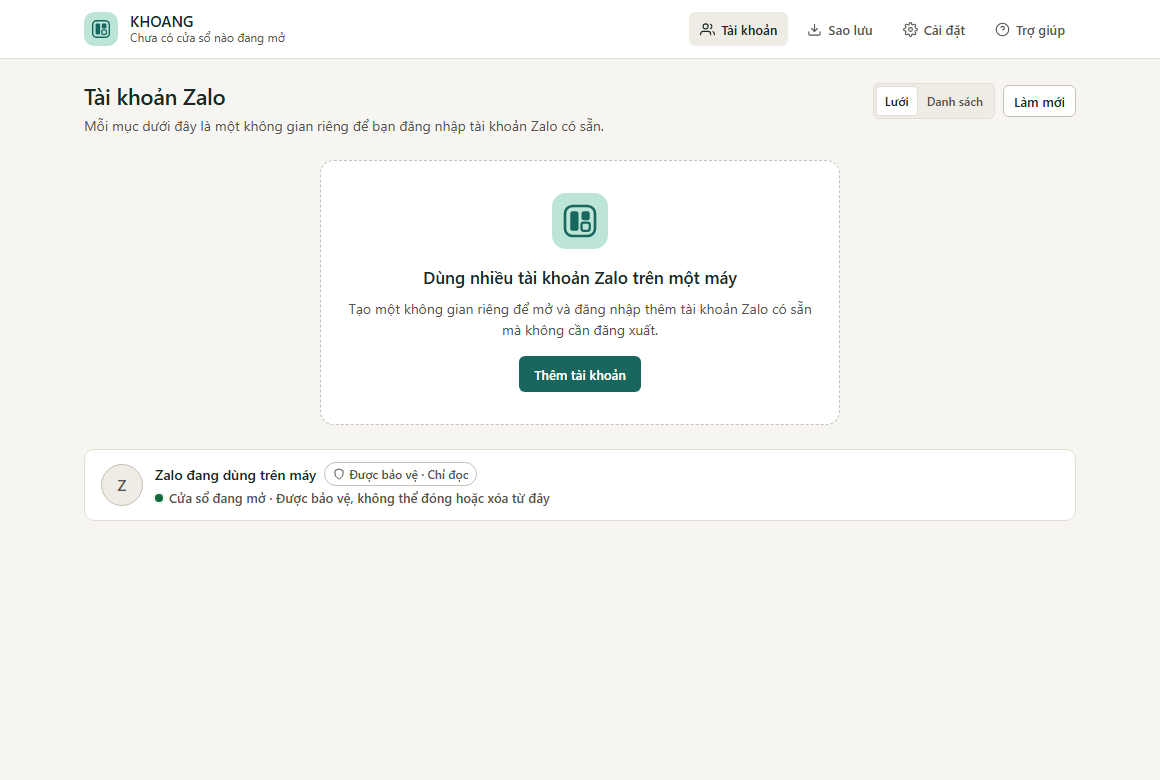 KHOANG
Chưa có cửa sổ nào đang mở
Tài khoản
Sao lưu
Cài đặt
Trợ giúp
Tài khoản Zalo
Mỗi mục dưới đây là một không gian riêng để bạn đăng nhập tài khoản Zalo có sẵn.
Lưới
Danh sách
Làm mới
Dùng nhiều tài khoản Zalo trên một máy
Tạo một không gian riêng để mở và đăng nhập thêm tài khoản Zalo có sẵn
mà không cần đăng xuất.
Thêm tài khoản
Z
Zalo đang dùng trên máy
Được bảo vệ · Chỉ đọc
Cửa sổ đang mở · Được bảo vệ, không thể đóng hoặc xóa từ đây